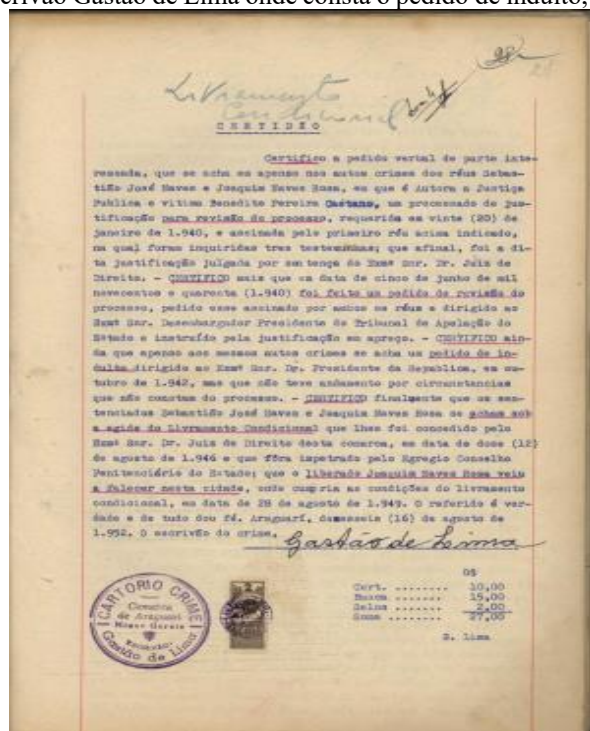 crivão Gastão de Lima onde consta o pedido de indulto,
28
21
Livramento
Condicional
CERTIDÃO
Certifico a pedido verbal de parte inte-
ressada, que se acha em apenso aos autos crimes dos réus Sebas-
tião José Naves e Joaquim Naves Rosa, em que é Autora a Justiça
Publica e vitima Benedito Pereira Caetano, um processado de jus-
tificação para revisão do processo, requerida em vinte (20) de
janeiro de 1.940, e assinada pelo primeiro réu acima indicado,
na qual foram inquiridas tres testemunhas; que afinal, foi a di-
ta justificação julgada por sentença do Exmº Snr. Dr. Juiz de
Direito. - CERTIFICO mais que em data de cinco de junho de mil
novecentos e quarenta (1.940) foi feito um pedido de revisão do
processo, pedido esse assinado por ambos os réus e dirigido ao
Exmº Snr. Desembargador Presidente do Tribunal de Apelação do
Estado e instruido pela justificação em apreço. - CERTIFICO ain-
da que apenso aos mesmos autos crimes se acha um pedido de in-
dulto dirigido ao Exmº Snr. Dr. Presidente da Republica, em ou-
tubro de 1.942, mas que não teve andamento por circunstancias
que não constam do processo. - CERTIFICO finalmente que os sen-
tenciados Sebastião José Naves e Joaquim Naves Rosa se acham sob
a egide do Livramento Condicional que lhes foi concedido pelo
Exmº Snr. Dr. Juiz de Direito desta comarca, em data de doze (12)
de agosto de 1.946 e que fôra impetrado pelo Egregio Conselho
Penitenciário do Estado; que o liberado Joaquim Naves Rosa veiu
a falecer nesta cidade, onde cumpria as condições do livramento
condicional, em data de 28 de agosto de 1.949. O referido é ver-
dade e de tudo dou fé. Araguarí, dezesseis (16) de agosto de
1.952. O escrivão do crime,
Gastão de Lima
CARTORIO CRIME
Comarca
de Araguari
Minas Gerais
Escrivão:
Gastão de Lima
Cert. ........ 10,00
Busca ....... 15,00
Selos ....... 2,00
Soma ........ 27,00
Lima